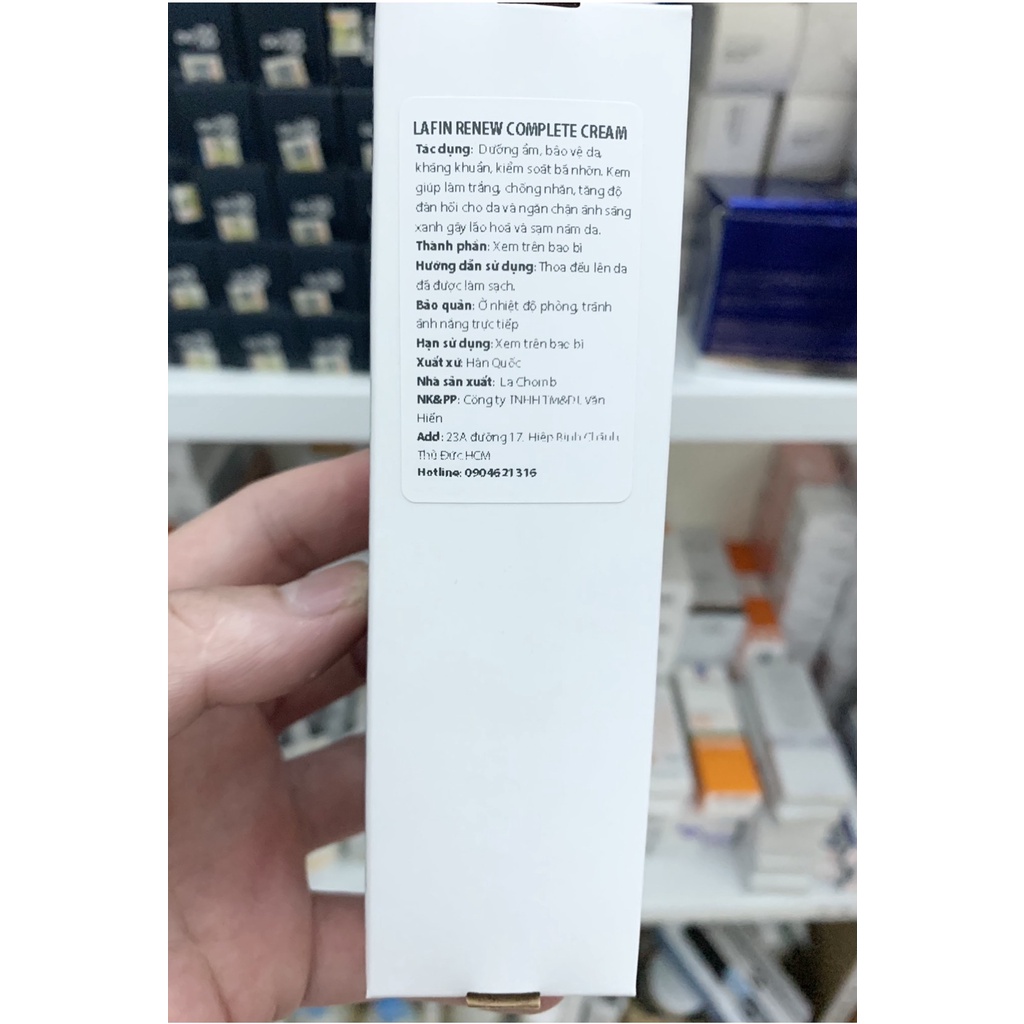 LAFIN RENEW COMPLETE CREAM
Tác dụng: Dưỡng ẩm, bảo vệ da,
kháng khuẩn, kiểm soát bã nhờn. Kem
giúp làm trắng, chống nhăn, tăng độ
đàn hồi cho da và ngăn chặn ánh sáng
xanh gây lão hoá và sạm nám da.
Thành phần: Xem trên bao bì
Hướng dẫn sử dụng: Thoa đều lên da
đã được làm sạch.
Bảo quản: Ở nhiệt độ phòng, tránh
ánh nắng trực tiếp
Hạn sử dụng: Xem trên bao bì
Xuất xứ: Hàn Quốc
Nhà sản xuất: La Chomb
NK&PP: Công ty TNHH TM&DL Văn
Hiến
Add: 23A đường 17, Hiệp Bình Chánh,
Thủ Đức HCM
Hotline: 0904621316